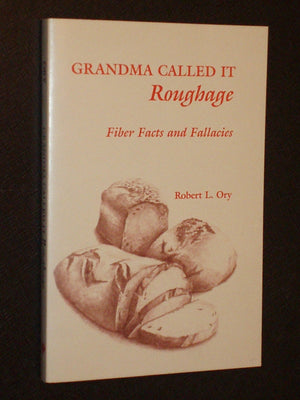 GRANDMA CALLED IT
Roughage
Fiber Facts and Fallacies
Robert L. Ory